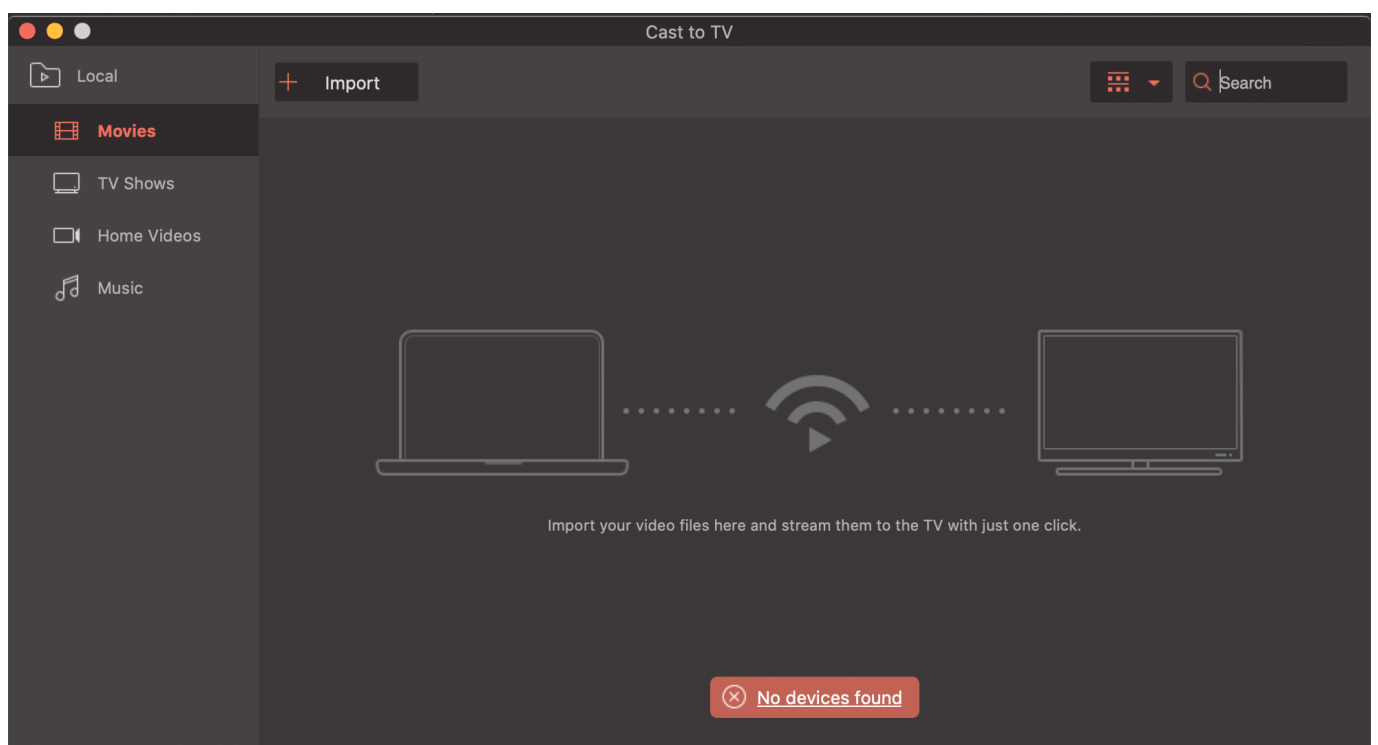 Cast to TV
Local
Import
Search
Movies
TV Shows
Home Videos
Music
Import your video files here and stream them to the TV with just one click.
No devices found